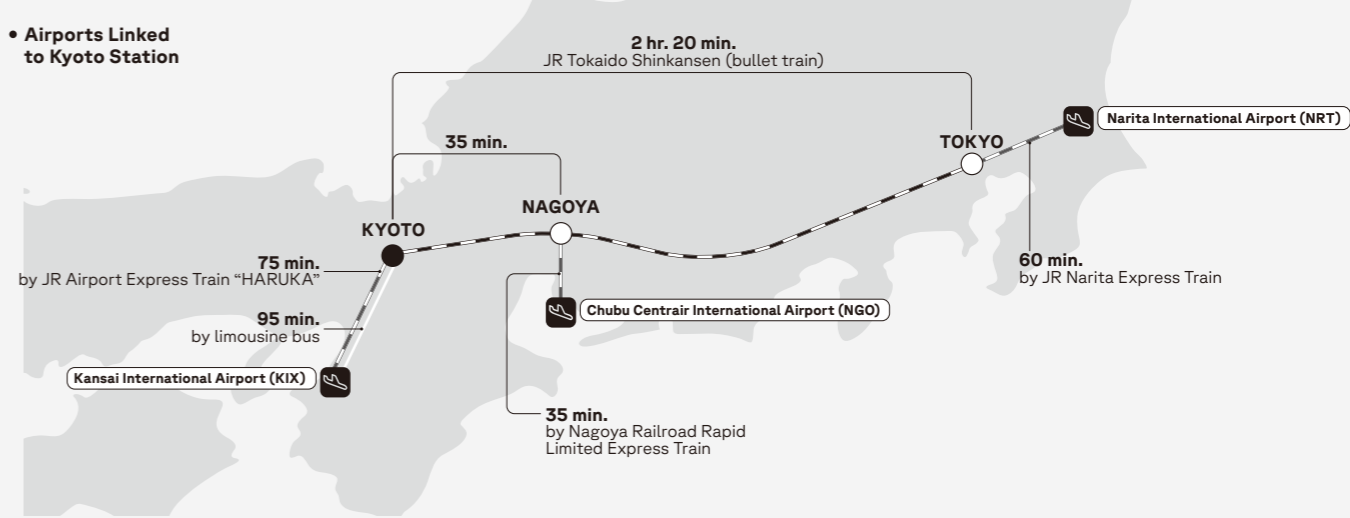 • Airports Linked
to Kyoto Station
2 hr. 20 min.
JR Tokaido Shinkansen (bullet train)
Narita International Airport (NRT)
TOKYO
35 min.
NAGOYA
KYOTO
75 min.
by JR Airport Express Train “HARUKA”
60 min.
by JR Narita Express Train
Chubu Centrair International Airport (NGO)
95 min.
by limousine bus
Kansai International Airport (KIX)
35 min.
by Nagoya Railroad Rapid
Limited Express Train